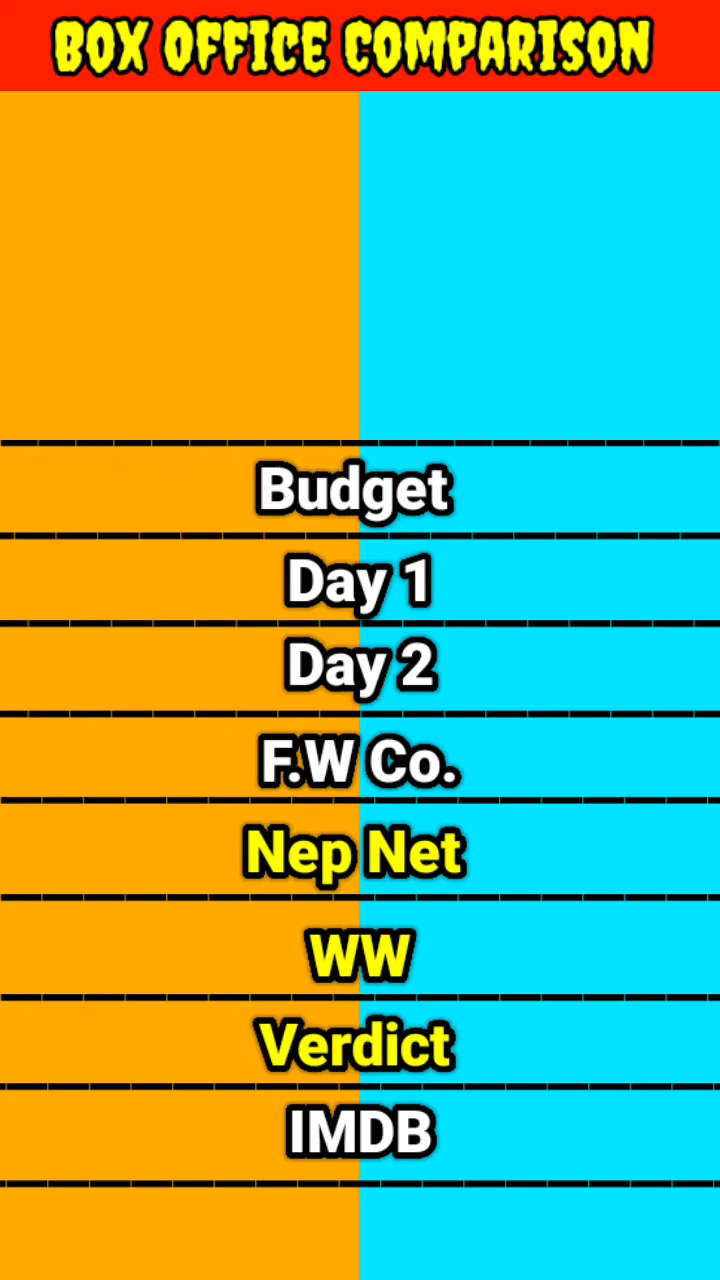 BOX OFFICE COMPARISON
Budget
Day 1
Day 2
F.W Co.
Nep Net
WW
Verdict
IMDB